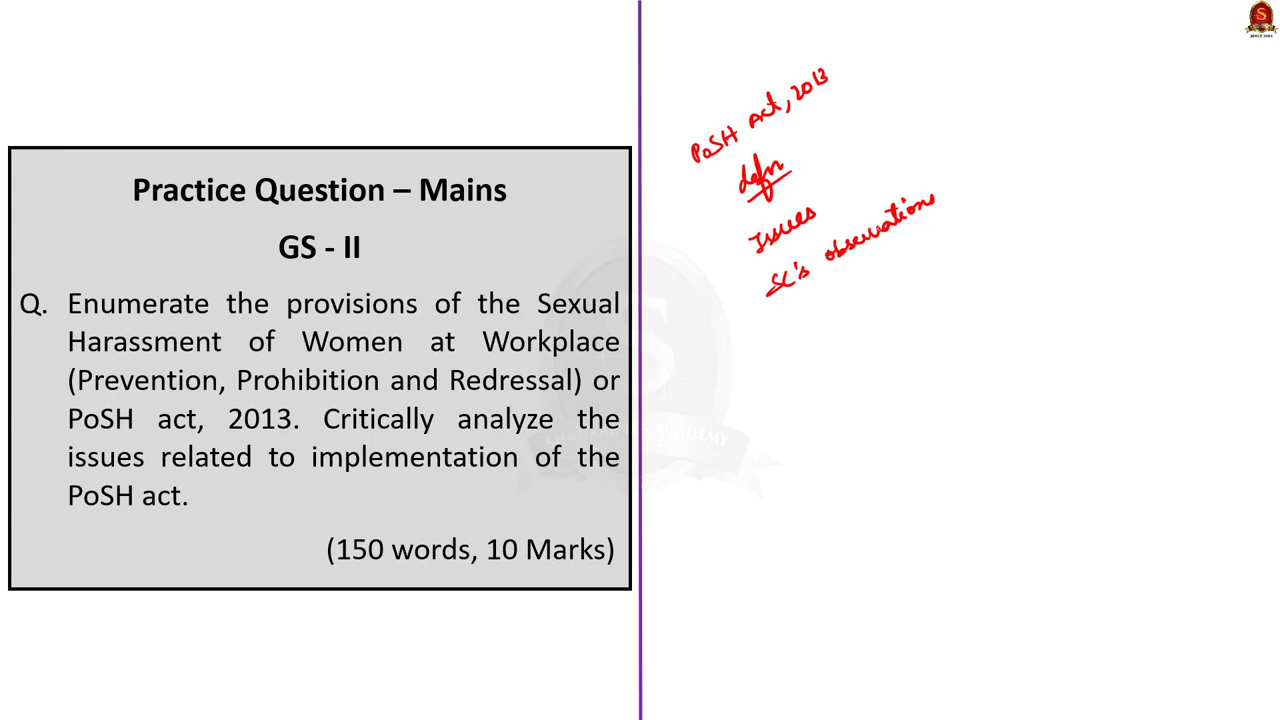 Practice Question – Mains
GS - II
Q. Enumerate the provisions of the Sexual
Harassment of Women at Workplace
(Prevention, Prohibition and Redressal) or
PoSH act, 2013. Critically analyze the
issues related to implementation of the
PoSH act.
(150 words, 10 Marks)
PoSH Act, 2013
defn
Issues
SC's observations
S
SINCE 2004